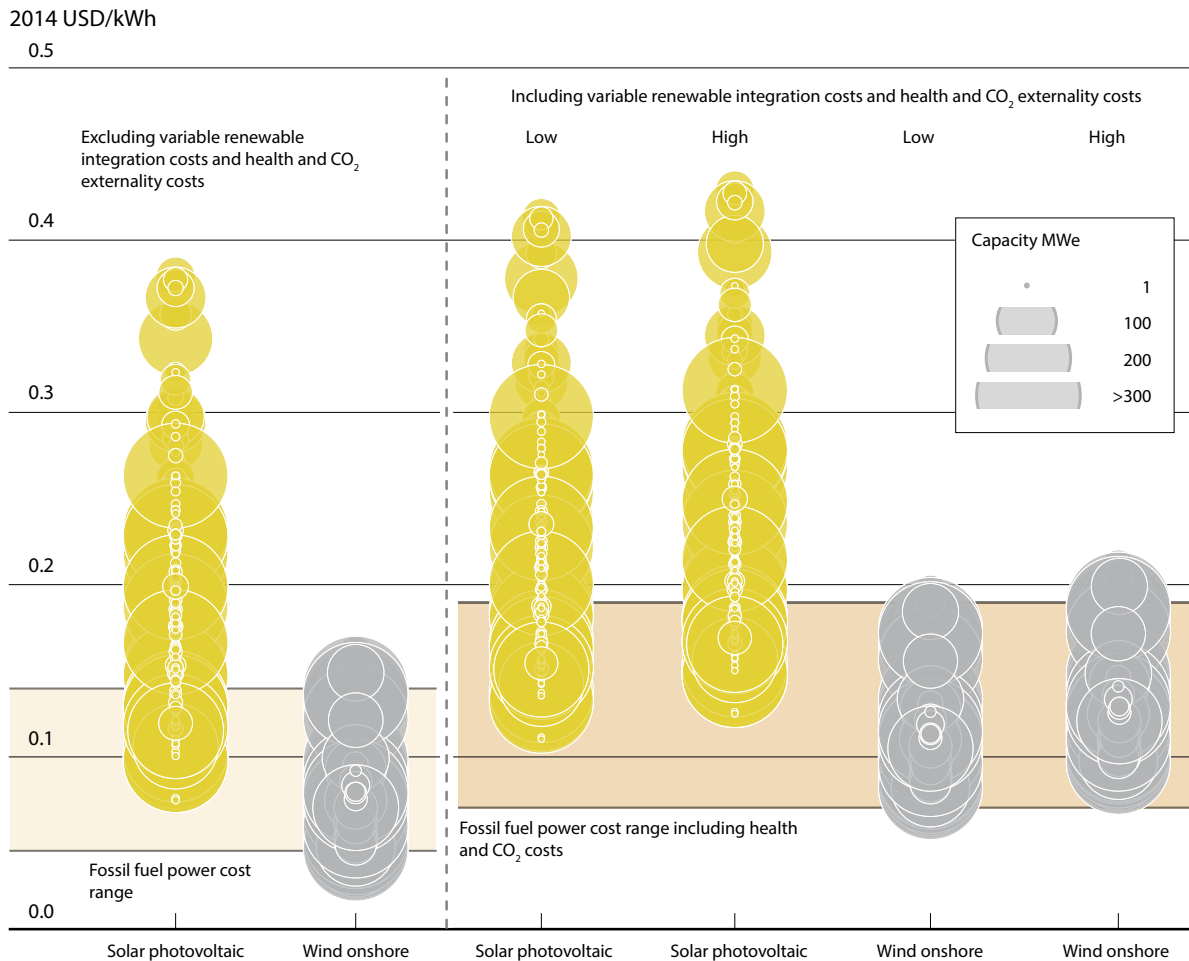 2014 USD/kWh
0.5
Including variable renewable integration costs and health and CO₂ externality costs
Excluding variable renewable
integration costs and health and CO₂
externality costs
Low
High
Low
High
0.4
Capacity MWe
1
100
200
>300
0.3
0.2
0.1
Fossil fuel power cost range including health
and CO₂ costs
Fossil fuel power cost
range
0.0
Solar photovoltaic
Wind onshore
Solar photovoltaic
Solar photovoltaic
Wind onshore
Wind onshore